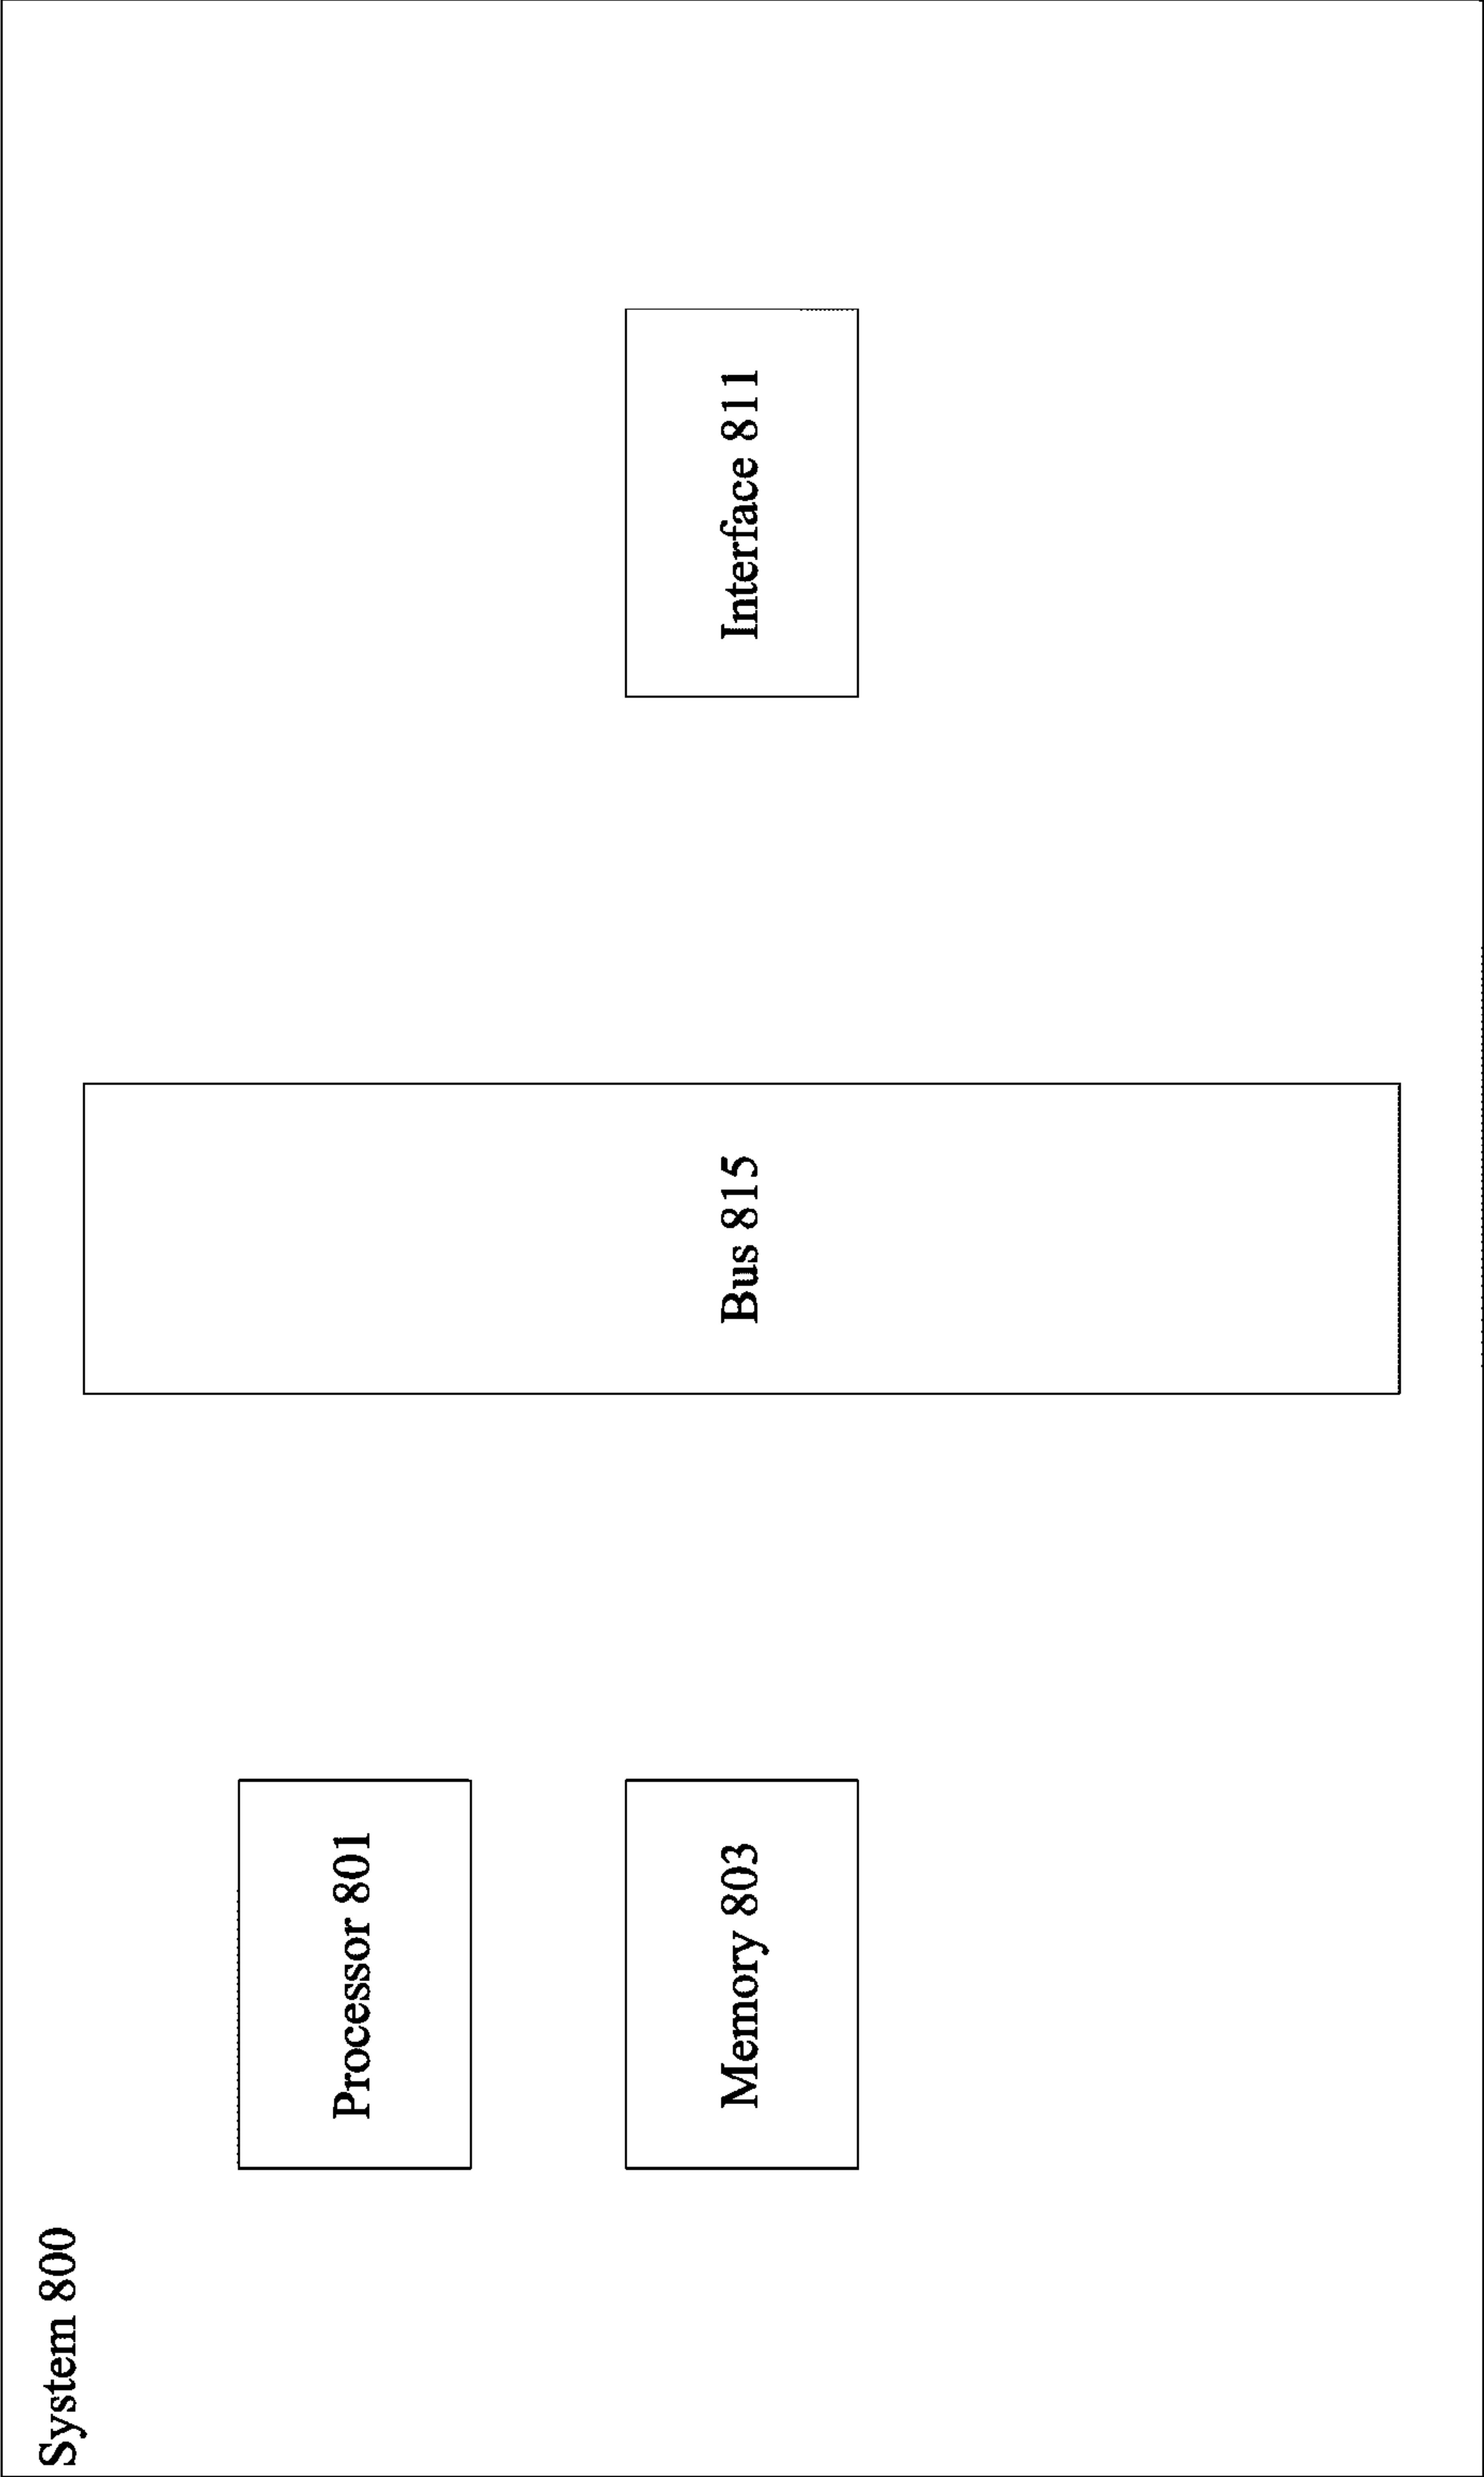 System 800
Processor 801
Memory 803
Bus 815
Interface 811